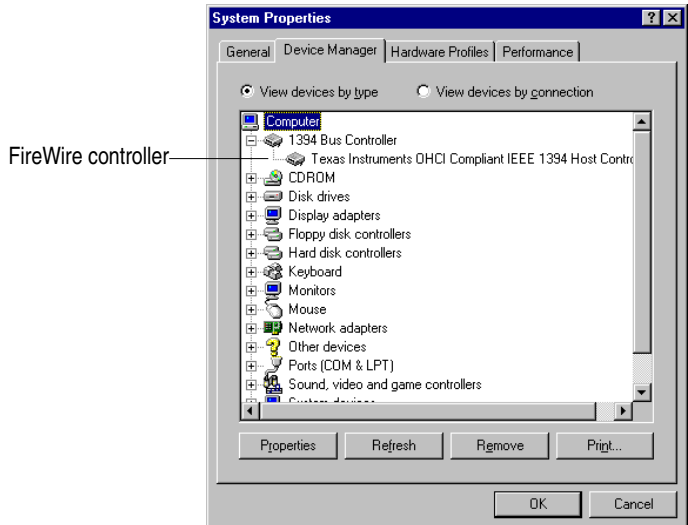 System Properties
General Device Manager Hardware Profiles Performance
View devices by type View devices by connection
Computer
1394 Bus Controller
FireWire controller
Texas Instruments OHCI Compliant IEEE 1394 Host Contro
CDROM
Disk drives
Display adapters
Floppy disk controllers
Hard disk controllers
Keyboard
Monitors
Mouse
Network adapters
Other devices
Ports (COM & LPT)
Sound, video and game controllers
System devices
Properties Refresh Remove Print...
OK Cancel